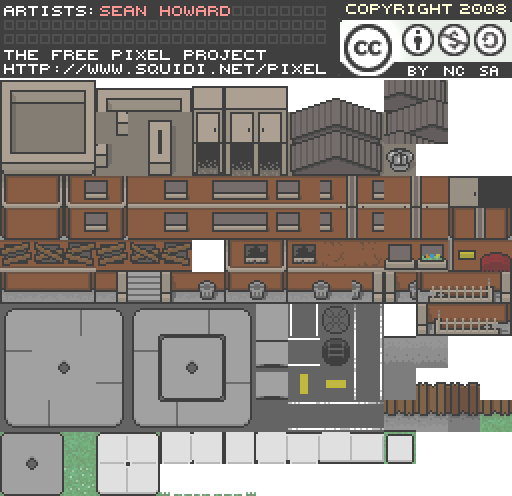 ARTISTS: SEAN HOWARD
COPYRIGHT 2008
THE FREE PIXEL PROJECT
HTTP://WWW.SQUIDI.NET/PIXEL
cc
BY NC SA